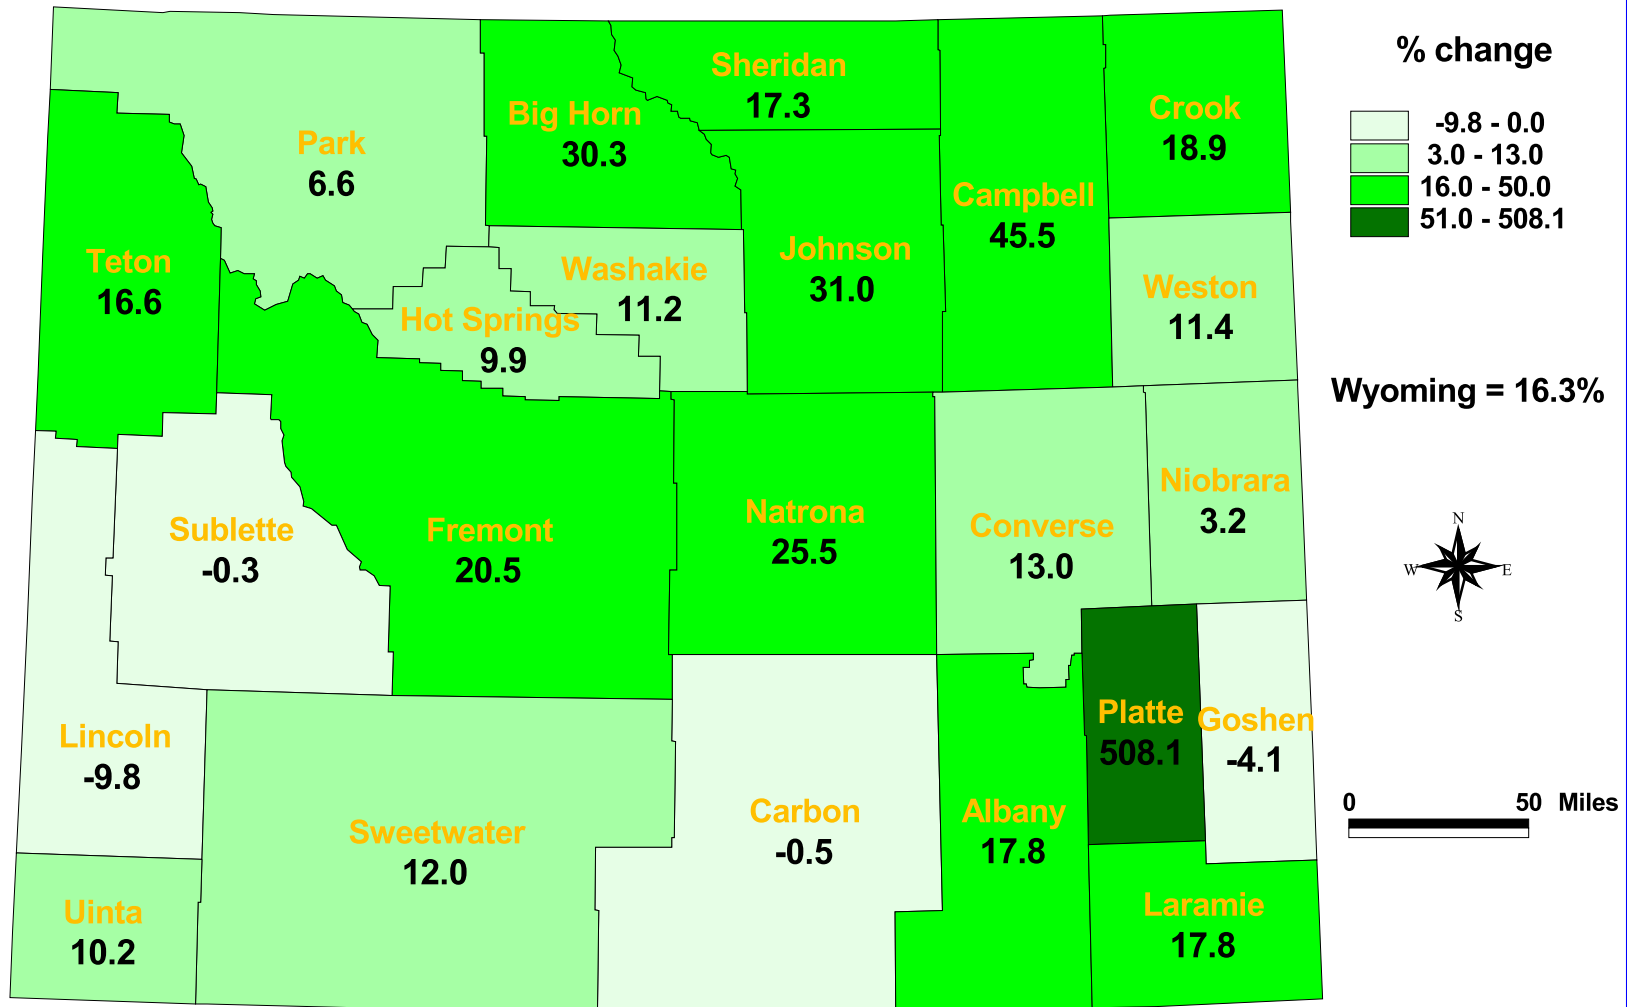 % change
-9.8 - 0.0
3.0 - 13.0
16.0 - 50.0
51.0 - 508.1
Wyoming = 16.3%
N
W
E
S
0 50 Miles
Park
6.6
Big Horn
30.3
Sheridan
17.3
Crook
18.9
Campbell
45.5
Teton
16.6
Hot Springs
9.9
Washakie
11.2
Johnson
31.0
Weston
11.4
Sublette
-0.3
Fremont
20.5
Natrona
25.5
Converse
13.0
Niobrara
3.2
Lincoln
-9.8
Sweetwater
12.0
Carbon
-0.5
Albany
17.8
Platte
508.1
Goshen
-4.1
Uinta
10.2
Laramie
17.8